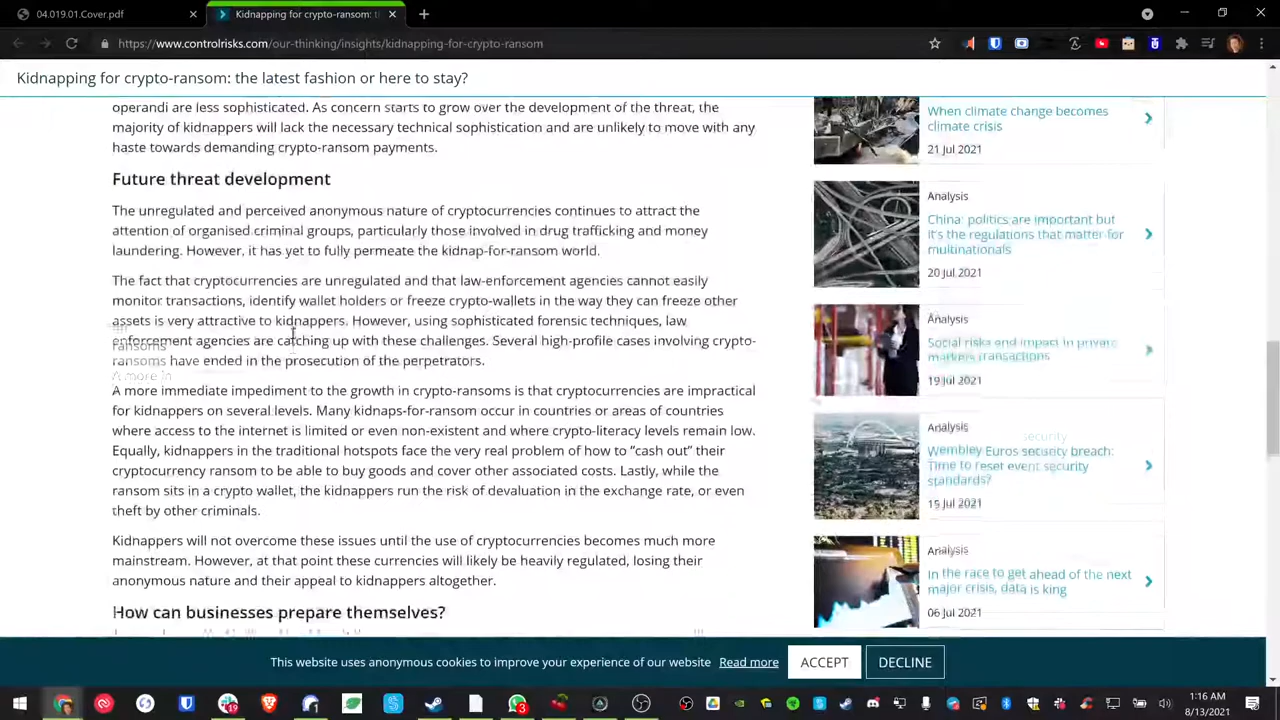 04.019.01.Cover.pdf
Kidnapping for crypto-ransom: t
https://www.controlrisks.com/our-thinking/insights/kidnapping-for-crypto-ransom
Kidnapping for crypto-ransom: the latest fashion or here to stay?
operandi are less sophisticated. As concern starts to grow over the development of the threat, the
majority of kidnappers will lack the necessary technical sophistication and are unlikely to move with any
haste towards demanding crypto-ransom payments.
Future threat development
The unregulated and perceived anonymous nature of cryptocurrencies continues to attract the
attention of organised criminal groups, particularly those involved in drug trafficking and money
laundering. However, it has yet to fully permeate the kidnap-for-ransom world.
The fact that cryptocurrencies are unregulated and that law-enforcement agencies cannot easily
monitor transactions, identify wallet holders or freeze crypto-wallets in the way they can freeze other
assets is very attractive to kidnappers. However, using sophisticated forensic techniques, law
enforcement agencies are catching up with these challenges. Several high-profile cases involving crypto-
ransoms have ended in the prosecution of the perpetrators.
A more immediate impediment to the growth in crypto-ransoms is that cryptocurrencies are impractical
for kidnappers on several levels. Many kidnaps-for-ransom occur in countries or areas of countries
where access to the internet is limited or even non-existent and where crypto-literacy levels remain low.
Equally, kidnappers in the traditional hotspots face the very real problem of how to “cash out” their
cryptocurrency ransom to be able to buy goods and cover other associated costs. Lastly, while the
ransom sits in a crypto wallet, the kidnappers run the risk of devaluation in the exchange rate, or even
theft by other criminals.
Kidnappers will not overcome these issues until the use of cryptocurrencies becomes much more
mainstream. However, at that point these currencies will likely be heavily regulated, losing their
anonymous nature and their appeal to kidnappers altogether.
How can businesses prepare themselves?
When climate change becomes
climate crisis
21 Jul 2021
Analysis
China: politics are important but
it's the regulations that matter for
multinationals
20 Jul 2021
Analysis
Social risks and impact in private
markets transactions
19 Jul 2021
Analysis
Wembley Euros security breach:
Time to reset event security
standards?
15 Jul 2021
Analysis
In the race to get ahead of the next
major crisis, data is king
06 Jul 2021
This website uses anonymous cookies to improve your experience of our website
Read more
ACCEPT
DECLINE
19
3
1:16 AM
8/13/2021